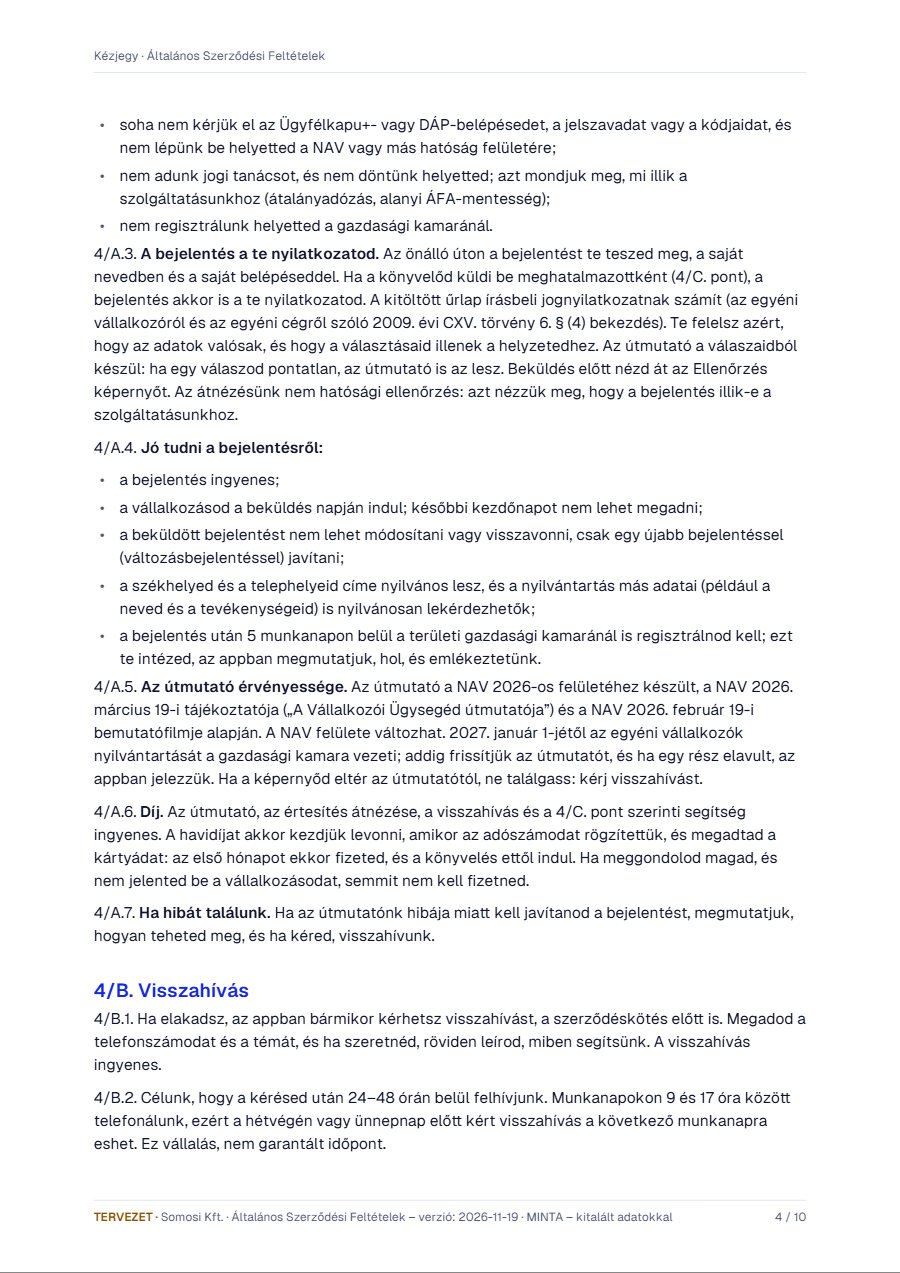 Kézjegy · Általános Szerződési Feltételek
• soha nem kérjük el az Ügyfélkapu+- vagy DÁP-belépésedet, a jelszavadat vagy a kódjaidat, és
nem lépünk be helyetted a NAV vagy más hatóság felületére;
• nem adunk jogi tanácsot, és nem döntünk helyetted; azt mondjuk meg, mi illik a
szolgáltatásunkhoz (átalányadózás, alanyi ÁFA-mentesség);
• nem regisztrálunk helyetted a gazdasági kamaránál.
4/A.3. A bejelentés a te nyilatkozatod. Az önálló úton a bejelentést te teszed meg, a saját
nevedben és a saját belépéseddel. Ha a könyvelőd küldi be meghatalmazottként (4/C. pont), a
bejelentés akkor is a te nyilatkozatod. A kitöltött űrlap írásbeli jognyilatkozatnak számít (az egyéni
vállalkozóról és az egyéni cégről szóló 2009. évi CXV. törvény 6. § (4) bekezdés). Te felelsz azért,
hogy az adatok valósak, és hogy a választásaid illenek a helyzetedhez. Az útmutató a válaszaidból
készül: ha egy válaszod pontatlan, az útmutató is az lesz. Beküldés előtt nézd át az Ellenőrzés
képernyőt. Az átnézésünk nem hatósági ellenőrzés: azt nézzük meg, hogy a bejelentés illik-e a
szolgáltatásunkhoz.
4/A.4. Jó tudni a bejelentésről:
• a bejelentés ingyenes;
• a vállalkozásod a beküldés napján indul; későbbi kezdőnapot nem lehet megadni;
• a beküldött bejelentést nem lehet módosítani vagy visszavonni, csak egy újabb bejelentéssel
(változásbejelentéssel) javítani;
• a székhelyed és a telephelyeid címe nyilvános lesz, és a nyilvántartás más adatai (például a
neved és a tevékenységeid) is nyilvánosan lekérdezhetők;
• a bejelentés után 5 munkanapon belül a területi gazdasági kamaránál is regisztrálnod kell; ezt
te intézed, az appban megmutatjuk, hol, és emlékeztetünk.
4/A.5. Az útmutató érvényessége. Az útmutató a NAV 2026-os felületéhez készült, a NAV 2026.
március 19-i tájékoztatója („A Vállalkozói Ügysegéd útmutatója”) és a NAV 2026. február 19-i
bemutatófilmje alapján. A NAV felülete változhat. 2027. január 1-jétől az egyéni vállalkozók
nyilvántartását a gazdasági kamara vezeti; addig frissítjük az útmutatót, és ha egy rész elavult, az
appban jelezzük. Ha a képernyőd eltér az útmutatótól, ne találgass: kérj visszahívást.
4/A.6. Díj. Az útmutató, az értesítés átnézése, a visszahívás és a 4/C. pont szerinti segítség
ingyenes. A havidíjat akkor kezdjük levonni, amikor az adószámodat rögzítettük, és megadtad a
kártyádat: az első hónapot ekkor fizeted, és a könyvelés ettől indul. Ha meggondolod magad, és
nem jelented be a vállalkozásodat, semmit nem kell fizetned.
4/A.7. Ha hibát találunk. Ha az útmutatónk hibája miatt kell javítanod a bejelentést, megmutatjuk,
hogyan teheted meg, és ha kéred, visszahívunk.
4/B. Visszahívás
4/B.1. Ha elakadsz, az appban bármikor kérhetsz visszahívást, a szerződéskötés előtt is. Megadod a
telefonszámodat és a témát, és ha szeretnéd, röviden leírod, miben segítsünk. A visszahívás
ingyenes.
4/B.2. Célunk, hogy a kérésed után 24–48 órán belül felhívjunk. Munkanapokon 9 és 17 óra között
telefonálunk, ezért a hétvégén vagy ünnepnap előtt kért visszahívás a következő munkanapra
eshet. Ez vállalás, nem garantált időpont.
TERVEZET · Somosi Kft. · Általános Szerződési Feltételek – verzió: 2026-11-19 · MINTA – kitalált adatokkal
4 / 10